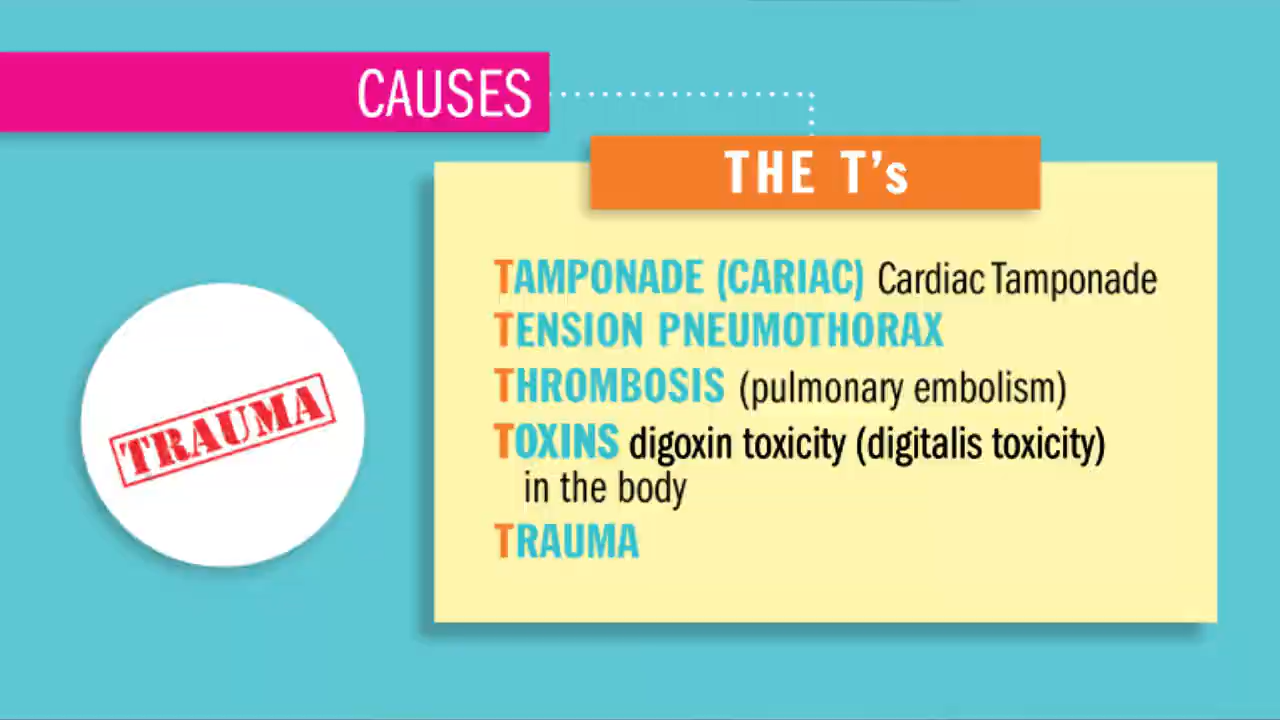 CAUSES
THE T's
TAMPONADE (CARIAC) Cardiac Tamponade
TENSION PNEUMOTHORAX
THROMBOSIS (pulmonary embolism)
TOXINS digoxin toxicity (digitalis toxicity)
in the body
TRAUMA
TRAUMA